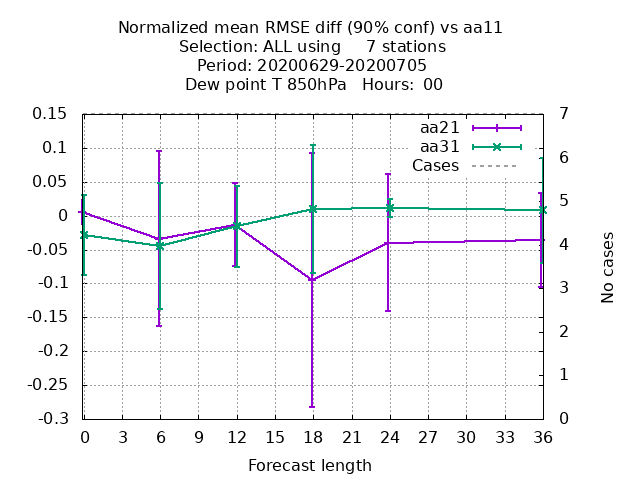 Normalized mean RMSE diff (90% conf) vs aa11
Selection: ALL using     7 stations
Period: 20200629-20200705
Dew point T 850hPa   Hours:  00
0.15
0.1
0.05
0
-0.05
-0.1
-0.15
-0.2
-0.25
-0.3
aa21
aa31
Cases
7
6
5
4
3
2
1
0
No cases
0 3 6 9 12 15 18 21 24 27 30 33 36
Forecast length